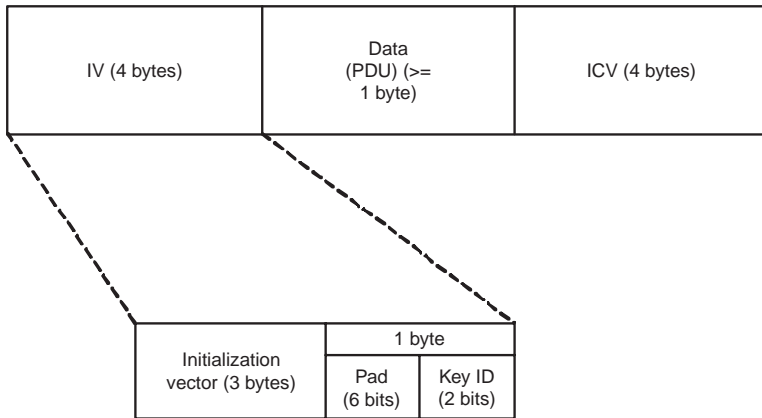 IV (4 bytes)
Data
(PDU) (>=
1 byte)
ICV (4 bytes)
Initialization
vector (3 bytes)
1 byte
Pad
(6 bits)
Key ID
(2 bits)